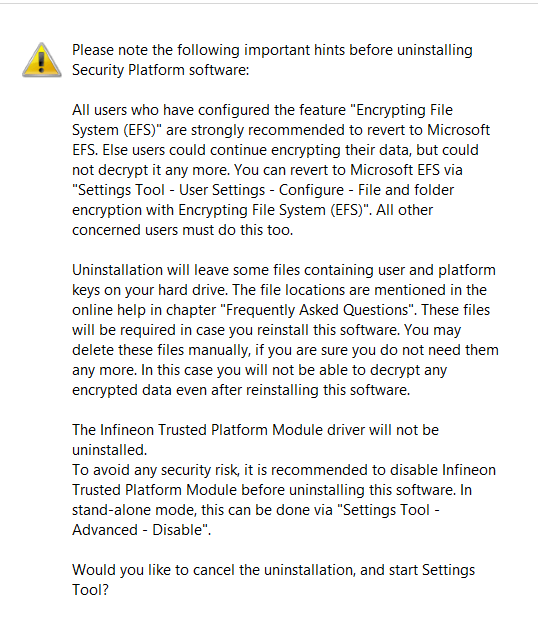 Please note the following important hints before uninstalling
Security Platform software:
All users who have configured the feature "Encrypting File
System (EFS)" are strongly recommended to revert to Microsoft
EFS. Else users could continue encrypting their data, but could
not decrypt it any more. You can revert to Microsoft EFS via
"Settings Tool - User Settings - Configure - File and folder
encryption with Encrypting File System (EFS)". All other
concerned users must do this too.
Uninstallation will leave some files containing user and platform
keys on your hard drive. The file locations are mentioned in the
online help in chapter "Frequently Asked Questions". These files
will be required in case you reinstall this software. You may
delete these files manually, if you are sure you do not need them
any more. In this case you will not be able to decrypt any
encrypted data even after reinstalling this software.
The Infineon Trusted Platform Module driver will not be
uninstalled.
To avoid any security risk, it is recommended to disable Infineon
Trusted Platform Module before uninstalling this software. In
stand-alone mode, this can be done via "Settings Tool -
Advanced - Disable".
Would you like to cancel the uninstallation, and start Settings
Tool?